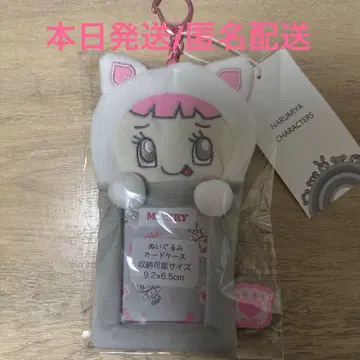 本日発送/匿名配送
NARUMIYA
CHARACTERS
ぬいぐるみ
カードケース
収納可能サイズ
9.2×6.5cm